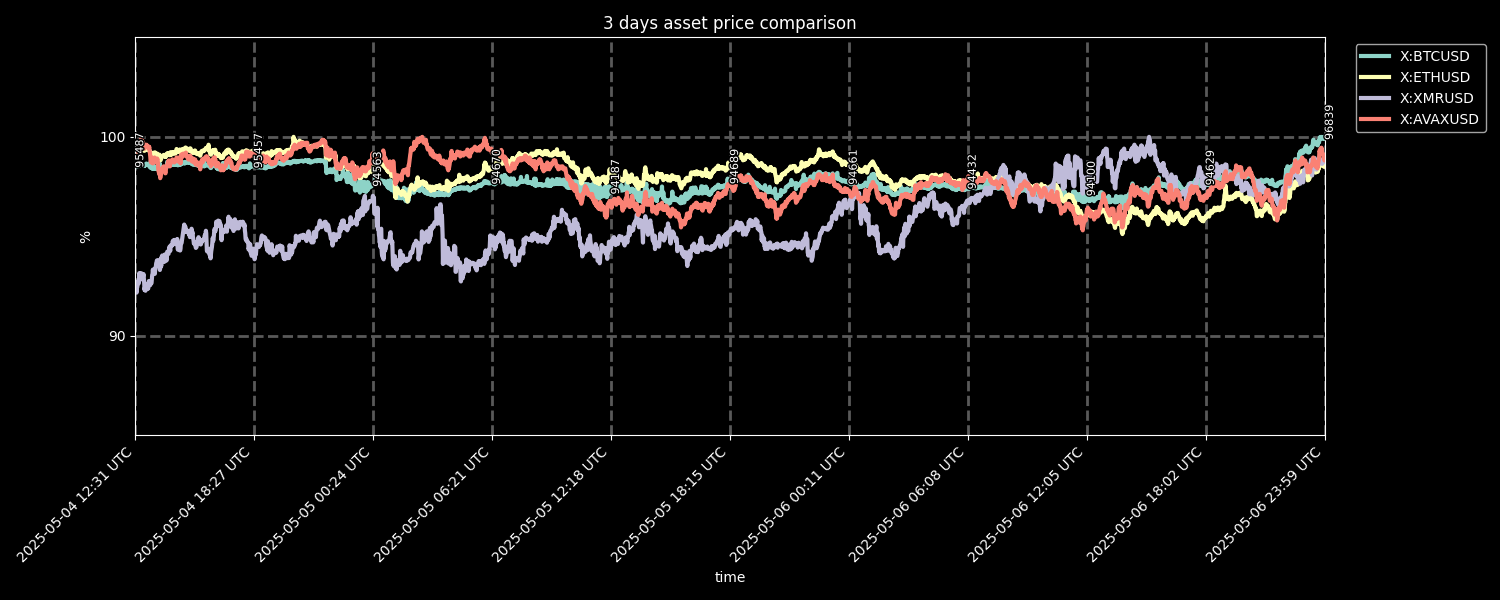 3 days asset price comparison
X:BTCUSD
X:ETHUSD
X:XMRUSD
X:AVAXUSD
100
90
%
95487
95457
94563
94670
94187
94689
94661
94432
94100
94629
96839
2025-05-04 12:31 UTC
2025-05-04 18:27 UTC
2025-05-05 00:24 UTC
2025-05-05 06:21 UTC
2025-05-05 12:18 UTC
2025-05-05 18:15 UTC
2025-05-06 00:11 UTC
2025-05-06 06:08 UTC
2025-05-06 12:05 UTC
2025-05-06 18:02 UTC
2025-05-06 23:59 UTC
time